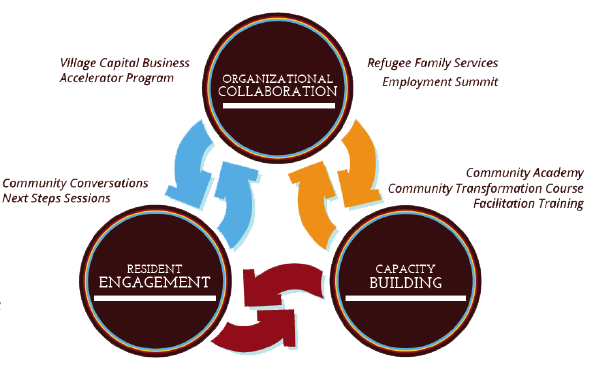 Village Capital Business
Accelerator Program
ORGANIZATIONAL
COLLABORATION
Refugee Family Services
Employment Summit
Community Conversations
Next Steps Sessions
Community Academy
Community Transformation Course
Facilitation Training
RESIDENT
ENGAGEMENT
CAPACITY
BUILDING